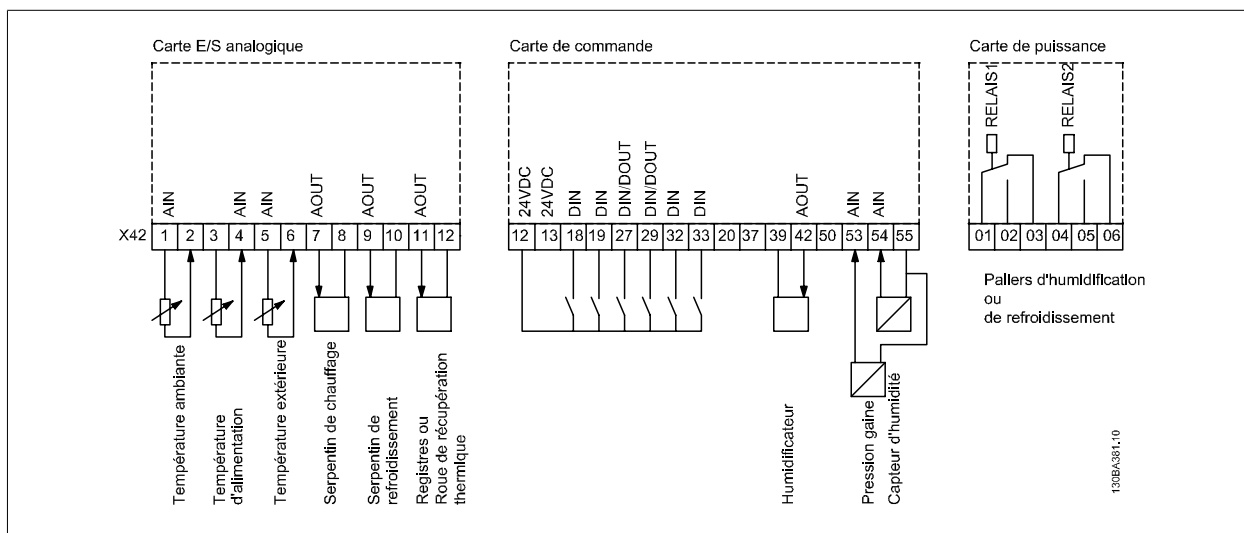 Carte E/S analogique
Carte de commande
Carte de puissance
AIN
AIN
AIN
AOUT
AOUT
AOUT
24VDC
24VDC
DIN
DIN
DIN/DOUT
DIN/DOUT
DIN
DIN
AOUT
AIN
AIN
RELAIS1
RELAIS2
X42 1 2 3 4 5 6 7 8 9 10 11 12
12 13 18 19 27 29 32 33 20 37 39 42 50 53 54 55
01 02 03 04 05 06
Paliers d'humidification
ou
de refroidissement
Température ambiante
Température
d'alimentation
Température extérieure
Serpentin de chauffage
Serpentin de
refroidissement
Registres ou
Roue de récupération
thermique
Humidificateur
Pression gaine
Capteur d'humidité
130BA381.10